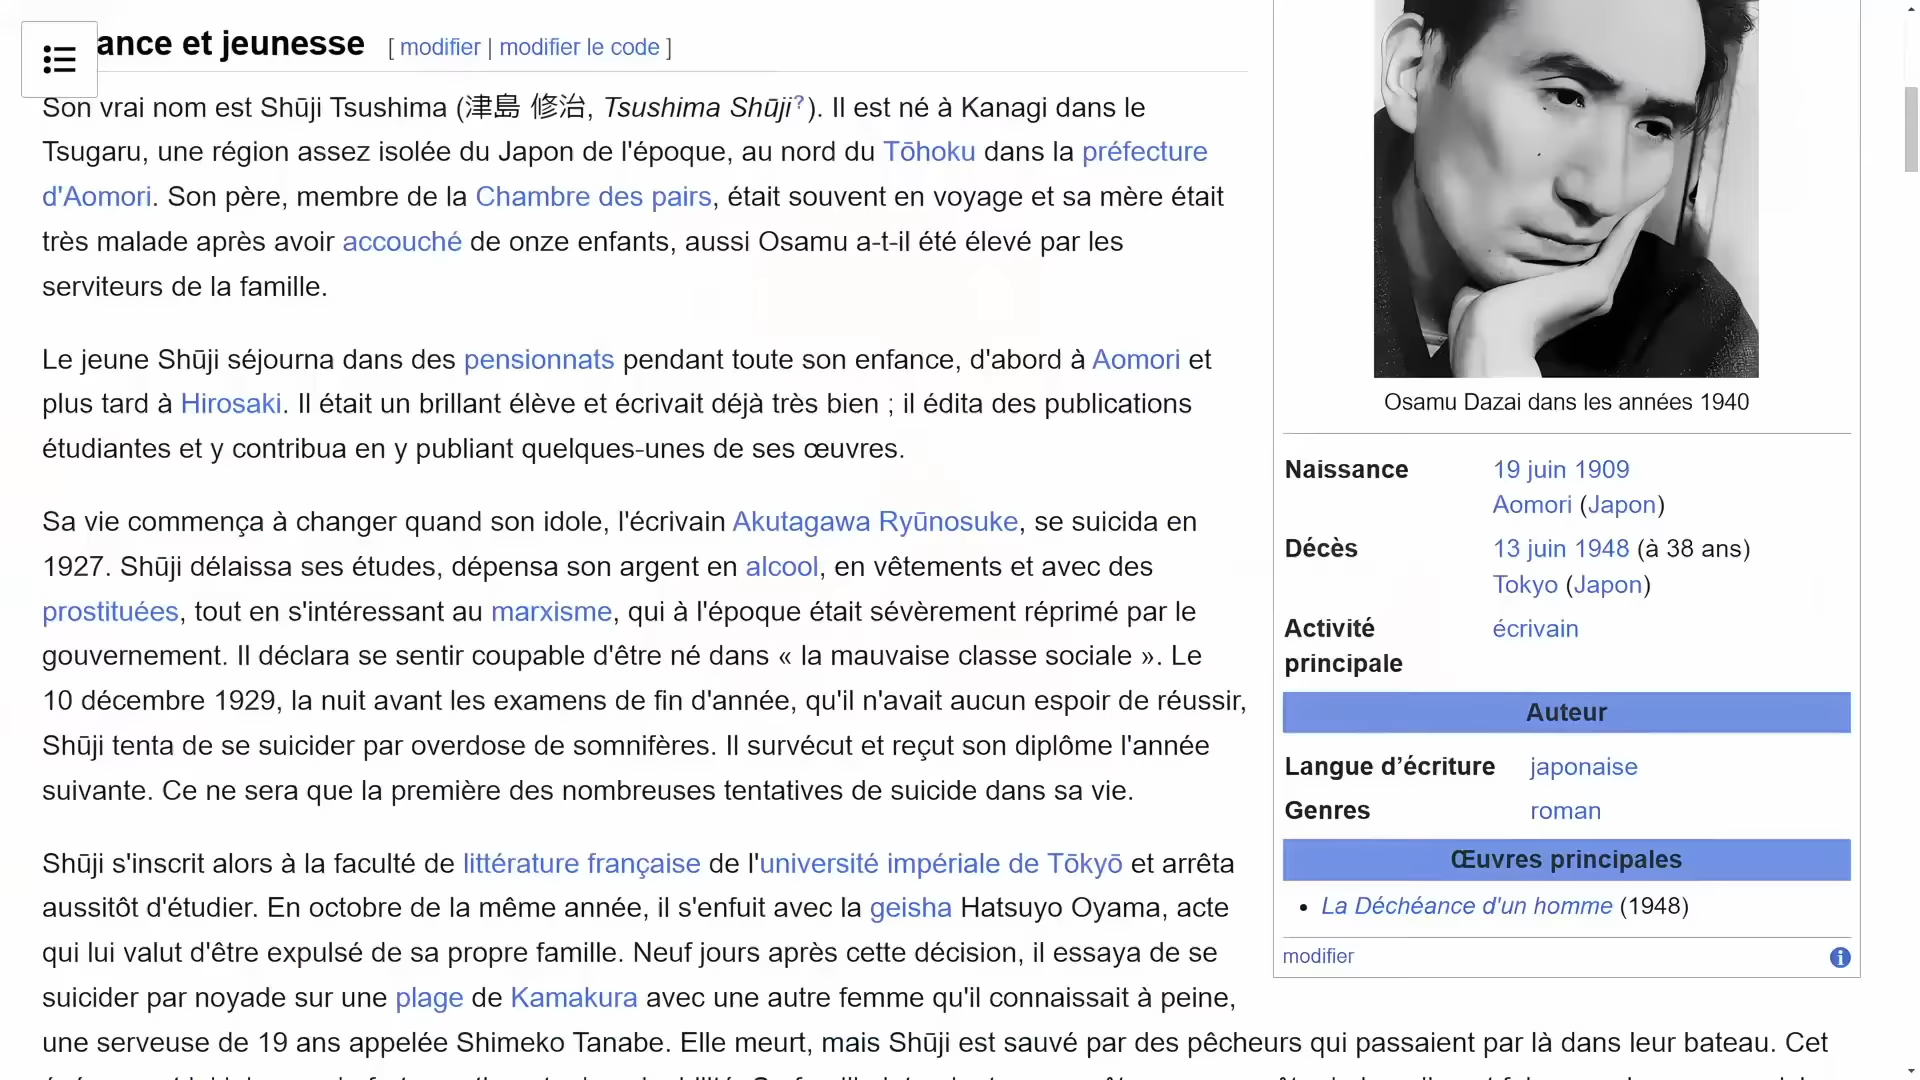 ance et jeunesse [ modifier | modifier le code ]
Son vrai nom est Shūji Tsushima (津島 修治, Tsushima Shūji?). Il est né à Kanagi dans le
Tsugaru, une région assez isolée du Japon de l'époque, au nord du Tōhoku dans la préfecture
d'Aomori. Son père, membre de la Chambre des pairs, était souvent en voyage et sa mère était
très malade après avoir accouché de onze enfants, aussi Osamu a-t-il été élevé par les
serviteurs de la famille.
Le jeune Shūji séjourna dans des pensionnats pendant toute son enfance, d'abord à Aomori et
plus tard à Hirosaki. Il était un brillant élève et écrivait déjà très bien ; il édita des publications
étudiantes et y contribua en y publiant quelques-unes de ses œuvres.
Sa vie commença à changer quand son idole, l'écrivain Akutagawa Ryūnosuke, se suicida en
1927. Shūji délaissa ses études, dépensa son argent en alcool, en vêtements et avec des
prostituées, tout en s'intéressant au marxisme, qui à l'époque était sévèrement réprimé par le
gouvernement. Il déclara se sentir coupable d'être né dans « la mauvaise classe sociale ». Le
10 décembre 1929, la nuit avant les examens de fin d'année, qu'il n'avait aucun espoir de réussir,
Shūji tenta de se suicider par overdose de somnifères. Il survécut et reçut son diplôme l'année
suivante. Ce ne sera que la première des nombreuses tentatives de suicide dans sa vie.
Shūji s'inscrit alors à la faculté de littérature française de l'université impériale de Tōkyō et arrêta
aussitôt d'étudier. En octobre de la même année, il s'enfuit avec la geisha Hatsuyo Oyama, acte
qui lui valut d'être expulsé de sa propre famille. Neuf jours après cette décision, il essaya de se
suicider par noyade sur une plage de Kamakura avec une autre femme qu'il connaissait à peine,
une serveuse de 19 ans appelée Shimeko Tanabe. Elle meurt, mais Shūji est sauvé par des pêcheurs qui passaient par là dans leur bateau. Cet
Osamu Dazai dans les années 1940
Naissance 19 juin 1909
Aomori (Japon)
Décès 13 juin 1948 (à 38 ans)
Tokyo (Japon)
Activité écrivain
principale
Auteur
Langue d’écriture japonaise
Genres roman
Œuvres principales
• La Déchéance d'un homme (1948)
modifier